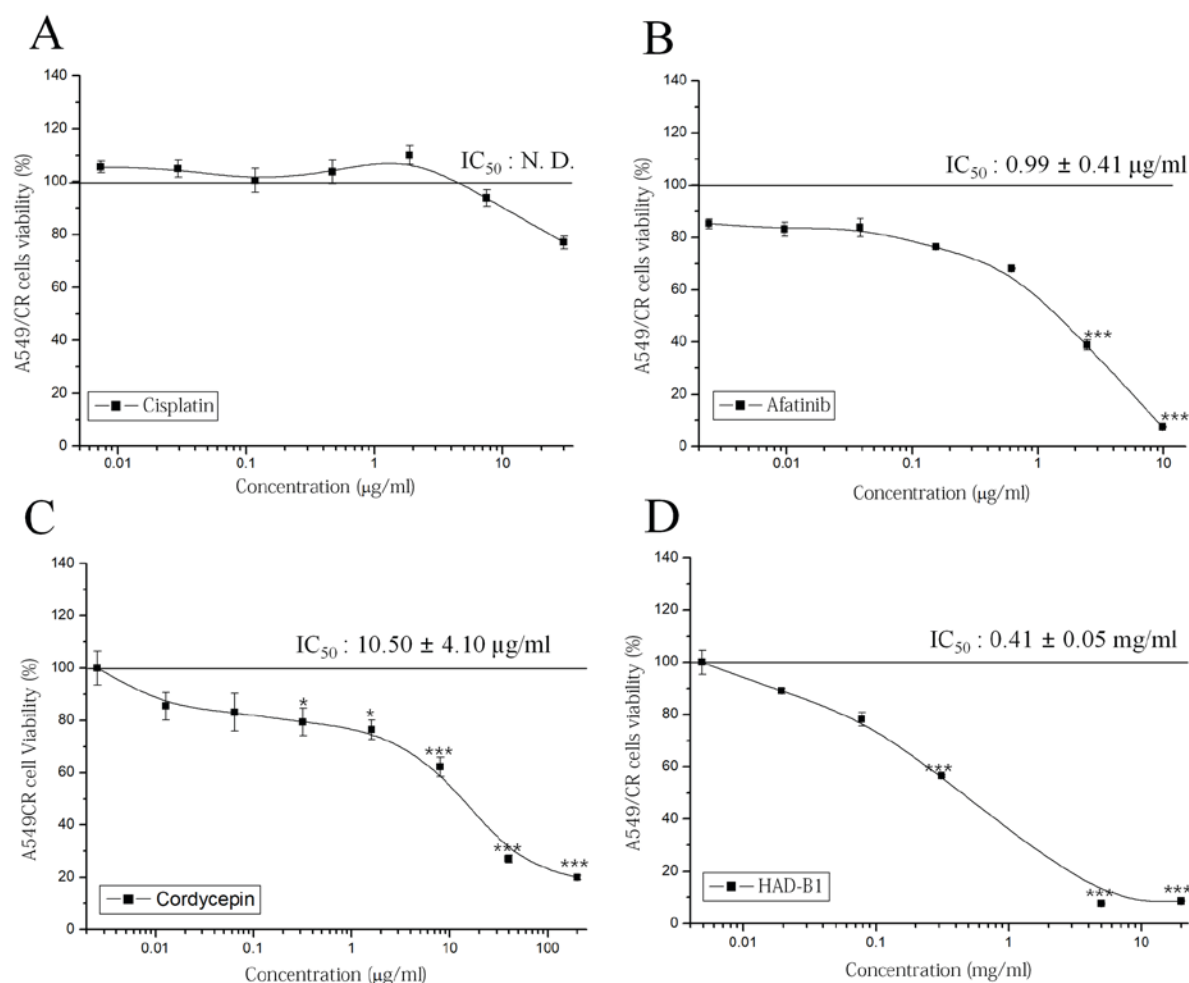 A
A549/CR cells viability (%)
140
120
100
80
60
40
20
0
IC50 : N. D.
Cisplatin
0.01 0.1 1 10
Concentration (μg/ml)
B
A549/CR cells viability (%)
140
120
100
80
60
40
20
0
IC50 : 0.99 ± 0.41 μg/ml
***
***
Afatinib
0.01 0.1 1 10
Concentration (μg/ml)
C
A549CR cell Viability (%)
140
120
100
80
60
40
20
0
IC50 : 10.50 ± 4.10 μg/ml
*
*
***
***
***
Cordycepin
0.01 0.1 1 10 100
Concentration (μg/ml)
D
A549/CR cells viability (%)
140
120
100
80
60
40
20
0
IC50 : 0.41 ± 0.05 mg/ml
***
***
***
HAD-B1
0.01 0.1 1 10
Concentration (mg/ml)